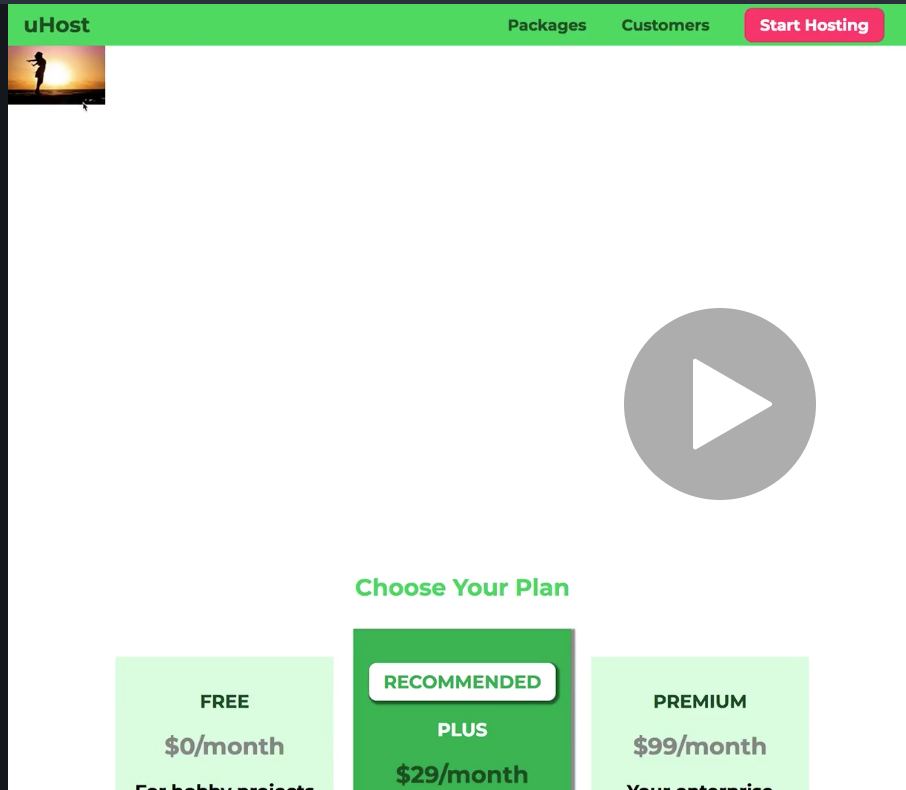 uHost Packages Customers Start Hosting
Choose Your Plan
RECOMMENDED
FREE PLUS PREMIUM
$0/month $29/month $99/month
For hobby projects Your enterprise